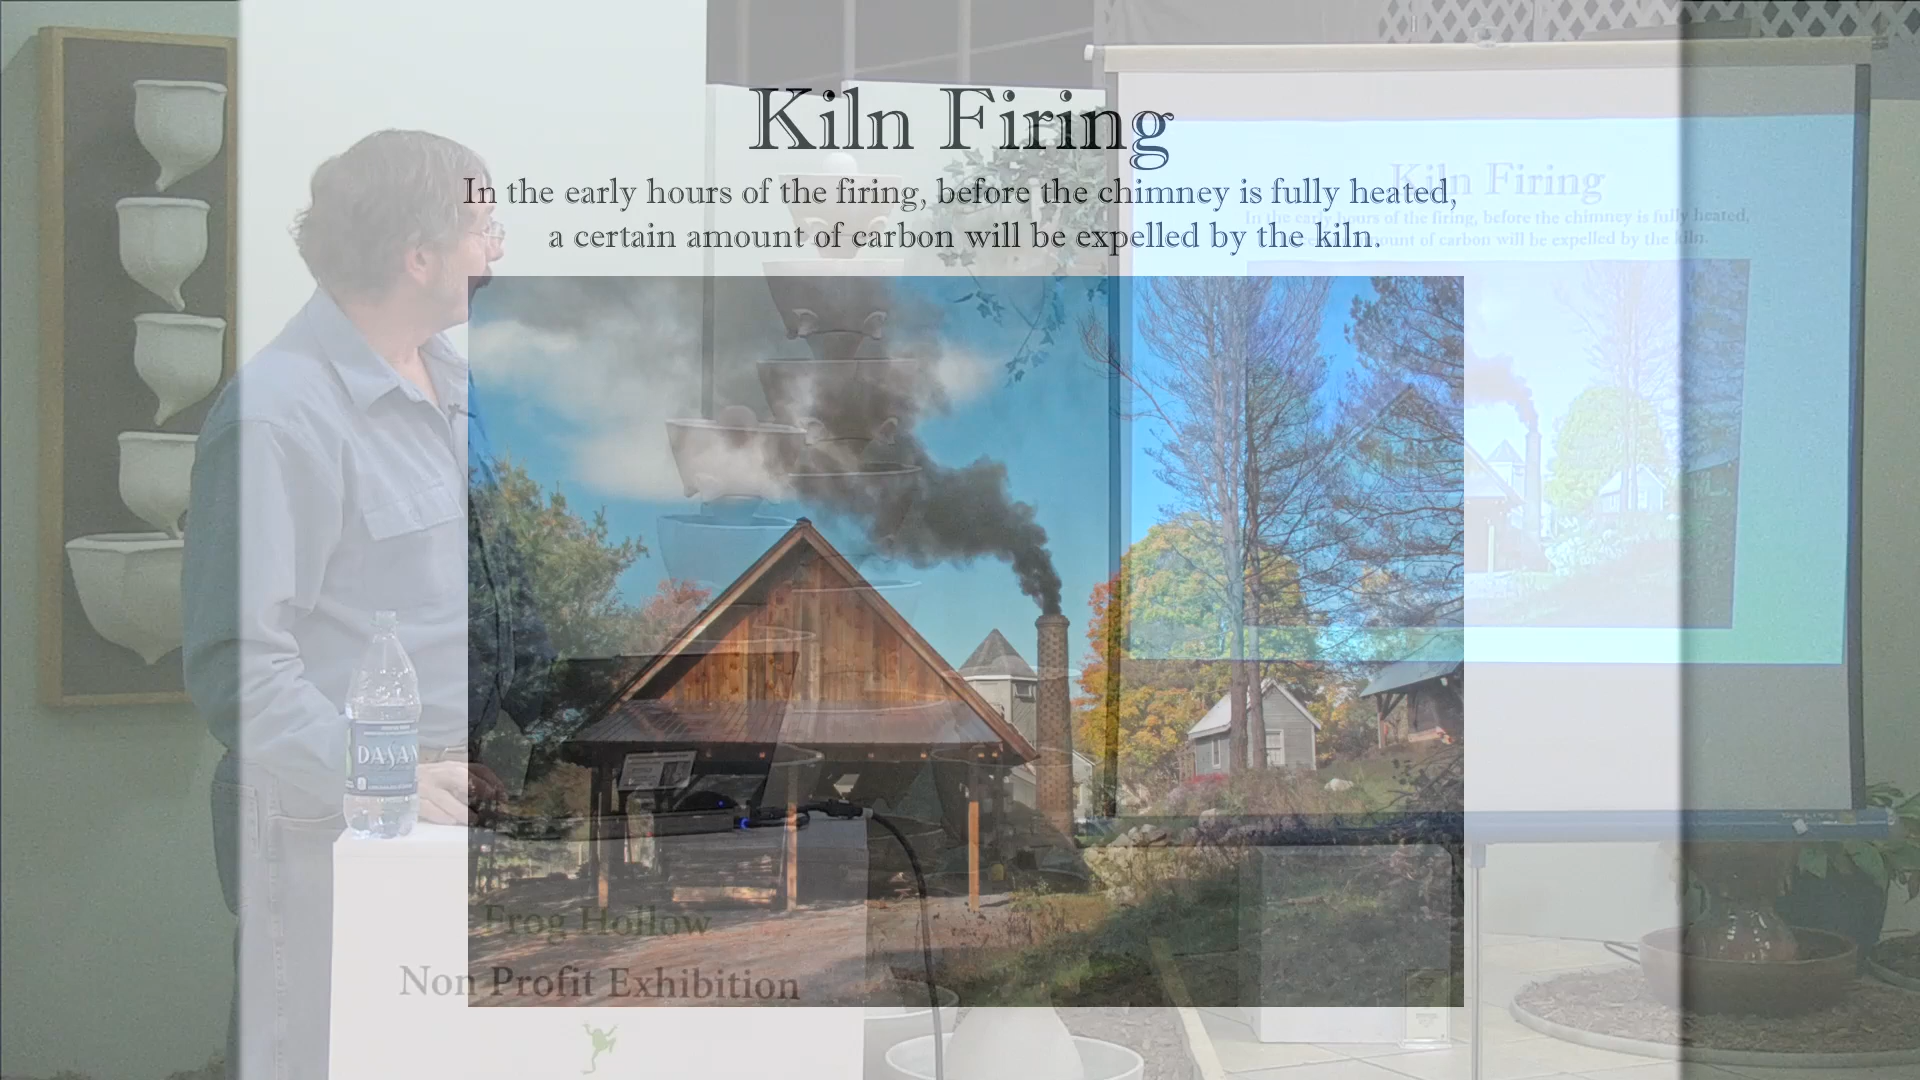 Kiln Firing
In the early hours of the firing, before the chimney is fully heated,
a certain amount of carbon will be expelled by the kiln.
Kiln Firing
In the early hours of the firing, before the chimney is fully heated,
amount of carbon will be expelled by the kiln.
DASAN
Frog Hollow
Non Profit Exhibition